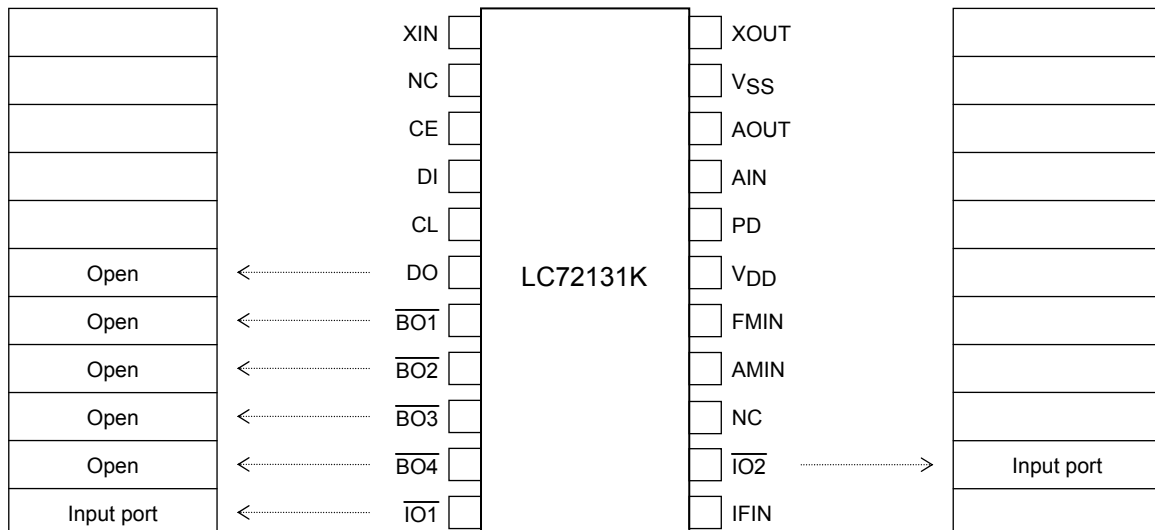 XIN XOUT
NC VSS
CE AOUT
DI AIN
CL PD
Open DO LC72131K VDD
Open BO1 FMIN
Open BO2 AMIN
Open BO3 NC
Open BO4 IO2 Input port
Input port IO1 IFIN